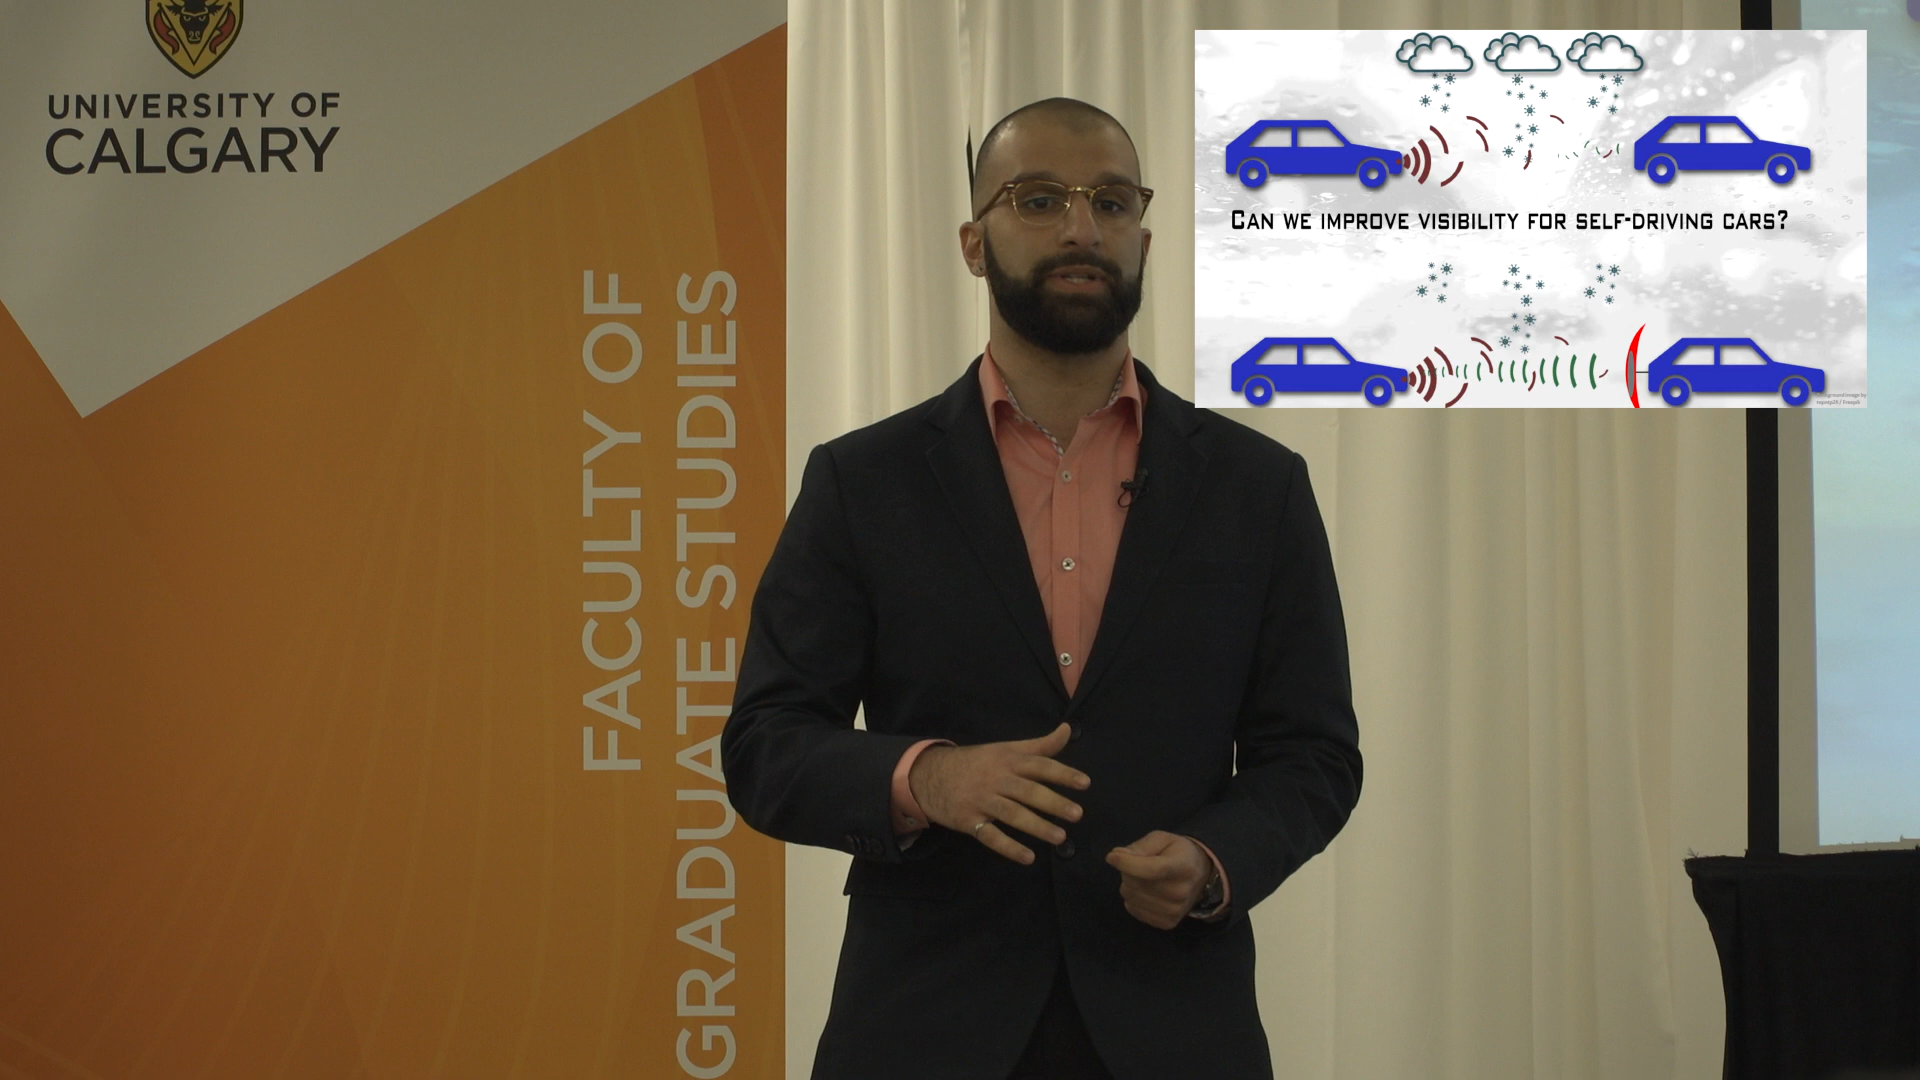 UNIVERSITY OF
CALGARY
FACULTY OF
GRADUATE STUDIES
CAN WE IMPROVE VISIBILITY FOR SELF-DRIVING CARS?